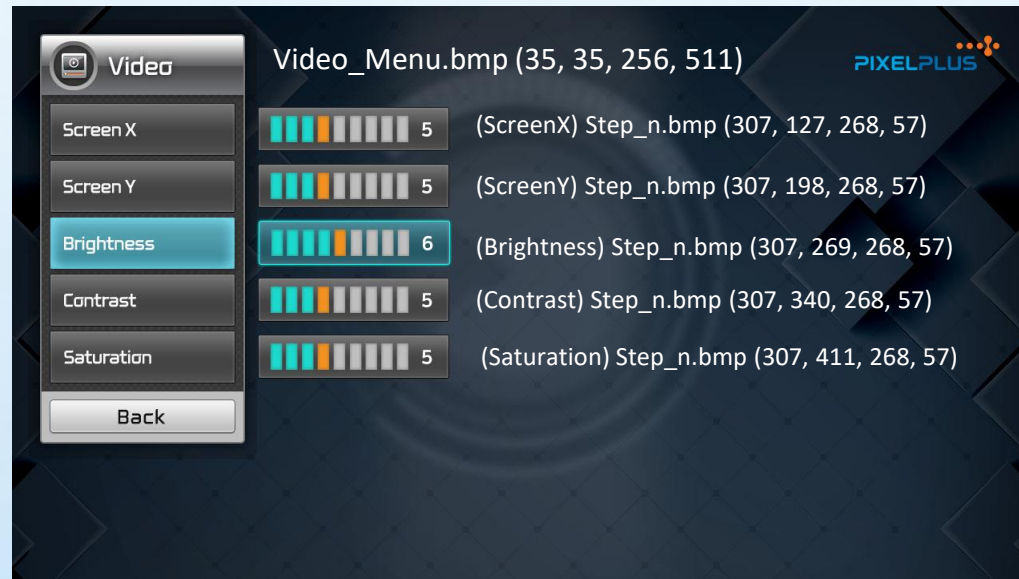 Video
Video_Menu.bmp (35, 35, 256, 511)
PIXELPLUS
Screen X
5
(ScreenX) Step_n.bmp (307, 127, 268, 57)
Screen Y
5
(ScreenY) Step_n.bmp (307, 198, 268, 57)
Brightness
6
(Brightness) Step_n.bmp (307, 269, 268, 57)
Contrast
5
(Contrast) Step_n.bmp (307, 340, 268, 57)
Saturation
5
(Saturation) Step_n.bmp (307, 411, 268, 57)
Back